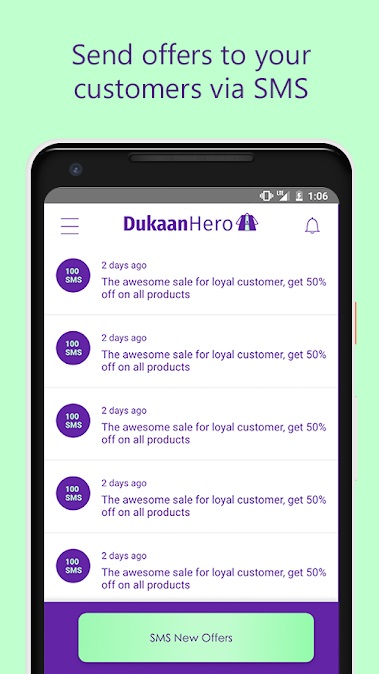 Send offers to your
customers via SMS
LTE 1:06
DukaanHero
100
SMS
2 days ago
The awesome sale for loyal customer, get 50%
off on all products
100
SMS
2 days ago
The awesome sale for loyal customer, get 50%
off on all products
100
SMS
2 days ago
The awesome sale for loyal customer, get 50%
off on all products
100
SMS
2 days ago
The awesome sale for loyal customer, get 50%
off on all products
100
SMS
2 days ago
The awesome sale for loyal customer, get 50%
off on all products
SMS New Offers